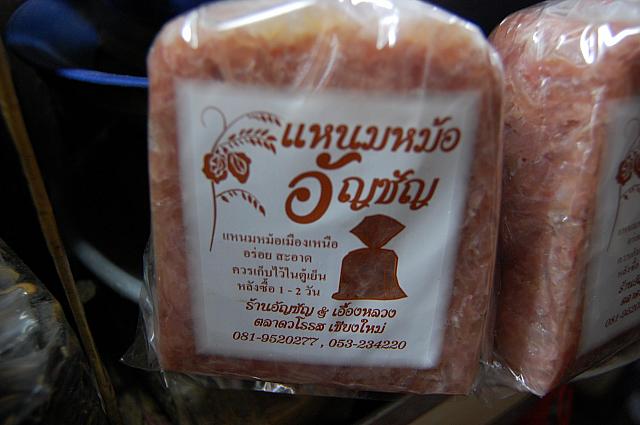 แหนมหม้อ
อัญชัญ
แหนมหม้อเมืองเหนือ
อร่อย สะอาด
ควรเก็บไว้ในตู้เย็น
หลังซื้อ 1 - 2 วัน
ร้านอัญชัญ & เอื้องหลวง
ตลาดวโรรส เชียงใหม่
081-9520277 , 053-234220